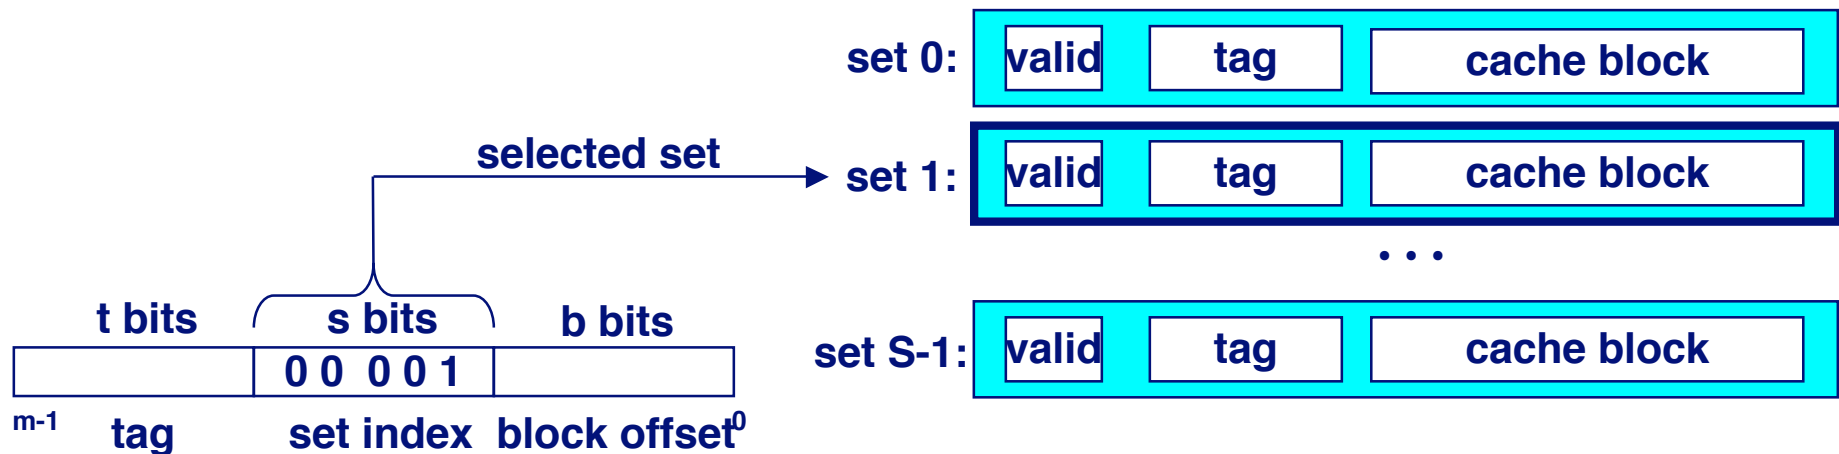 set 0: valid tag cache block
selected set
set 1: valid tag cache block
. . .
t bits s bits b bits
set S-1: valid tag cache block
0 0 0 0 1
m-1 tag set index block offset 0